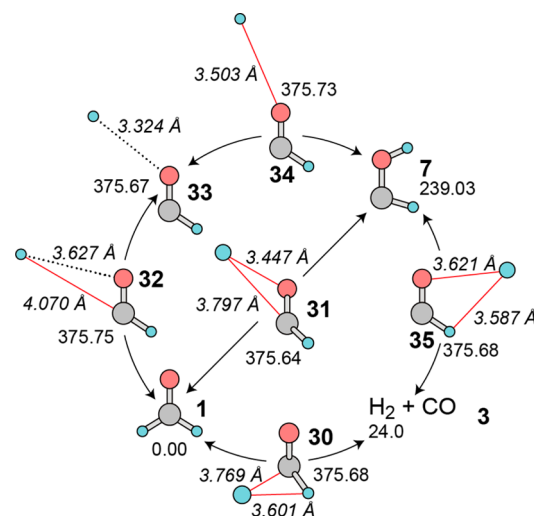 3.503 Å
375.73
34
3.324 Å
375.67
33
7
239.03
3.627 Å
32
4.070 Å
375.75
3.447 Å
3.797 Å
31
375.64
3.621 Å
3.587 Å
35
375.68
1
0.00
H₂ + CO 3
24.0
30
375.68
3.769 Å
3.601 Å